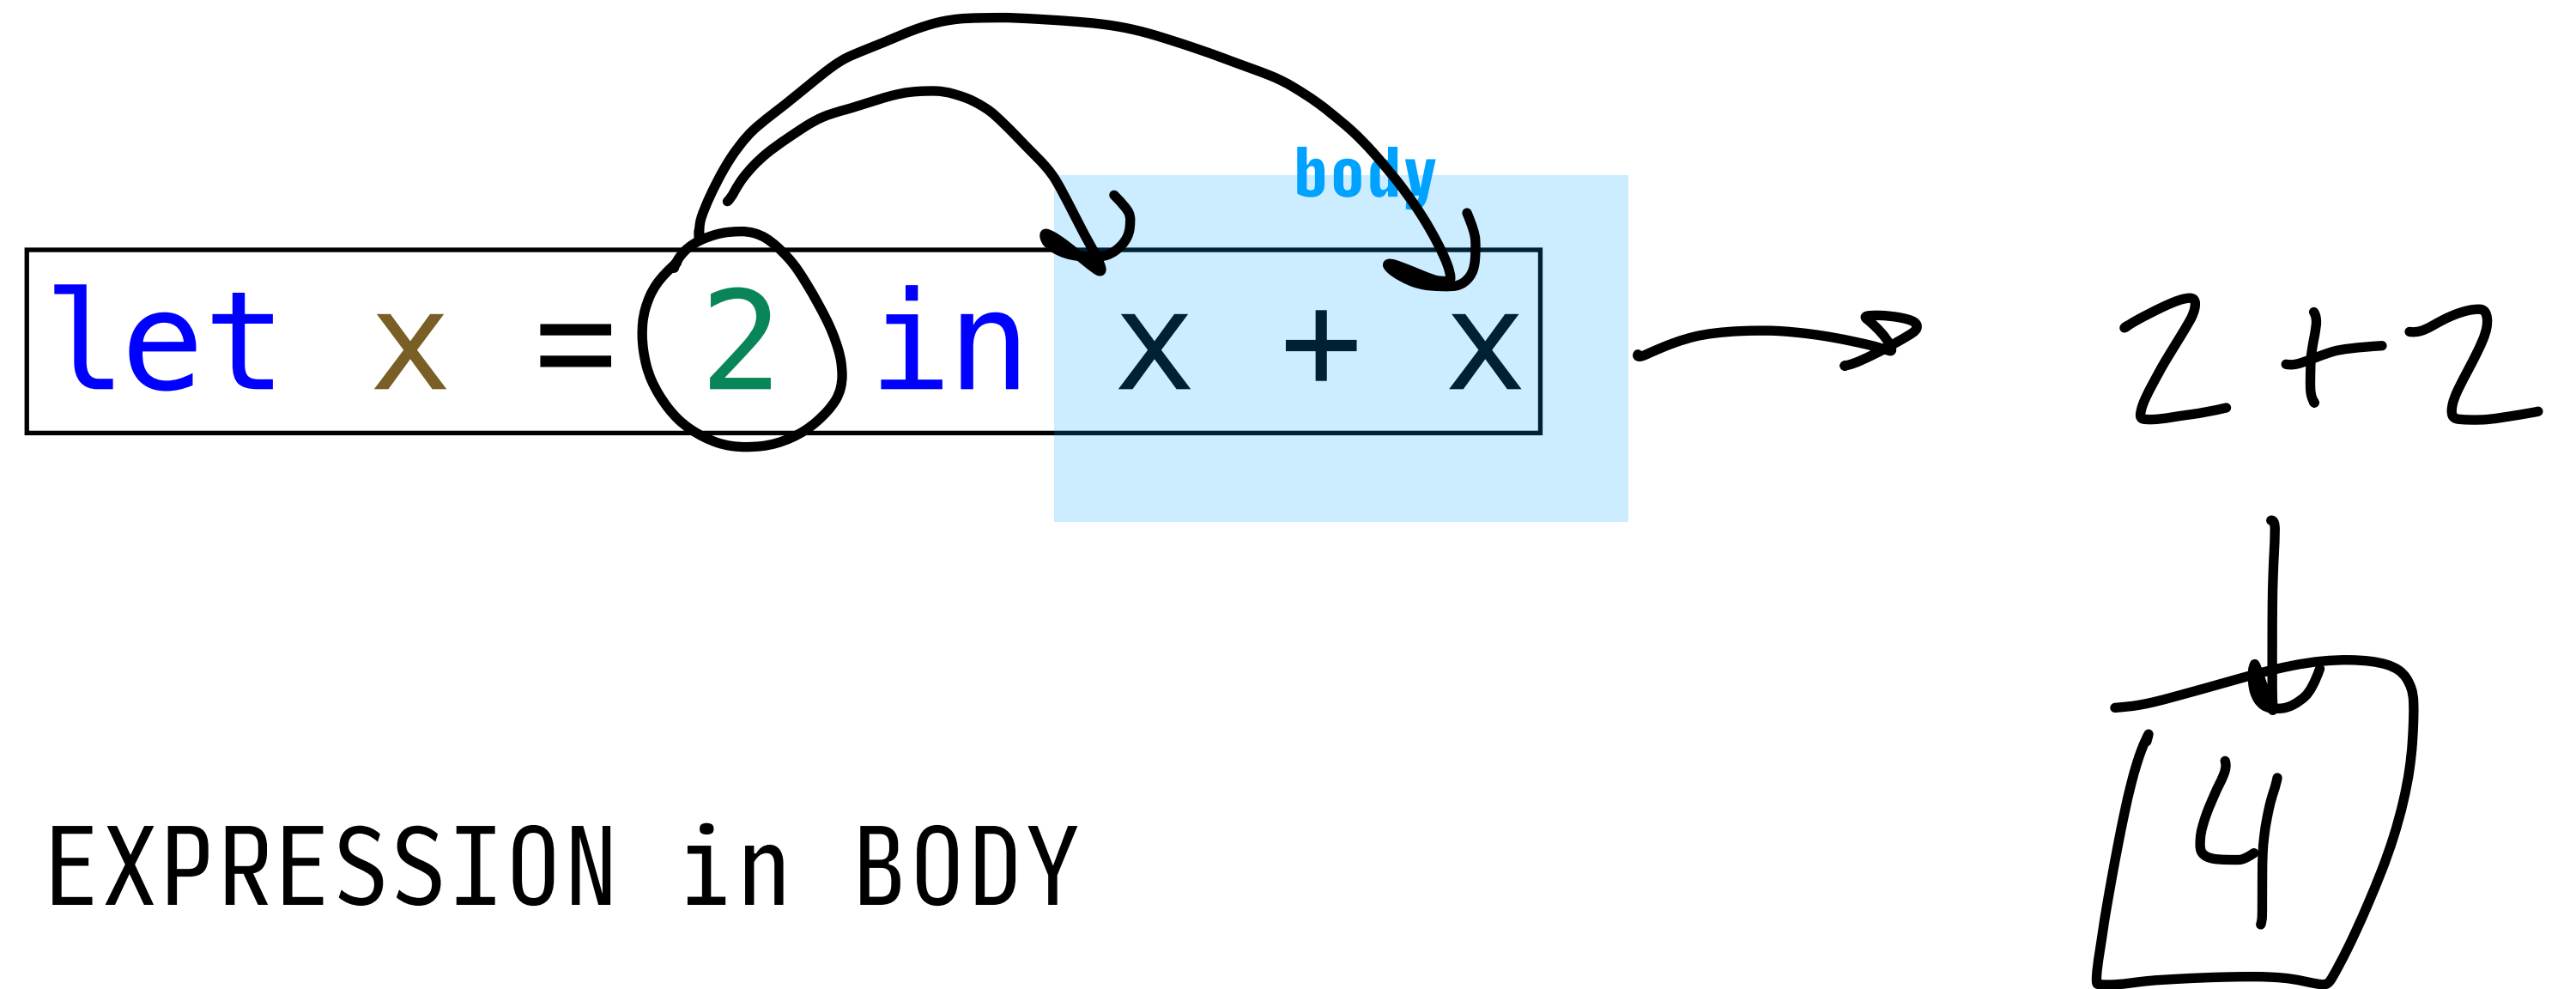 body
let x = 2 in x + x
2+2
4
EXPRESSION in BODY